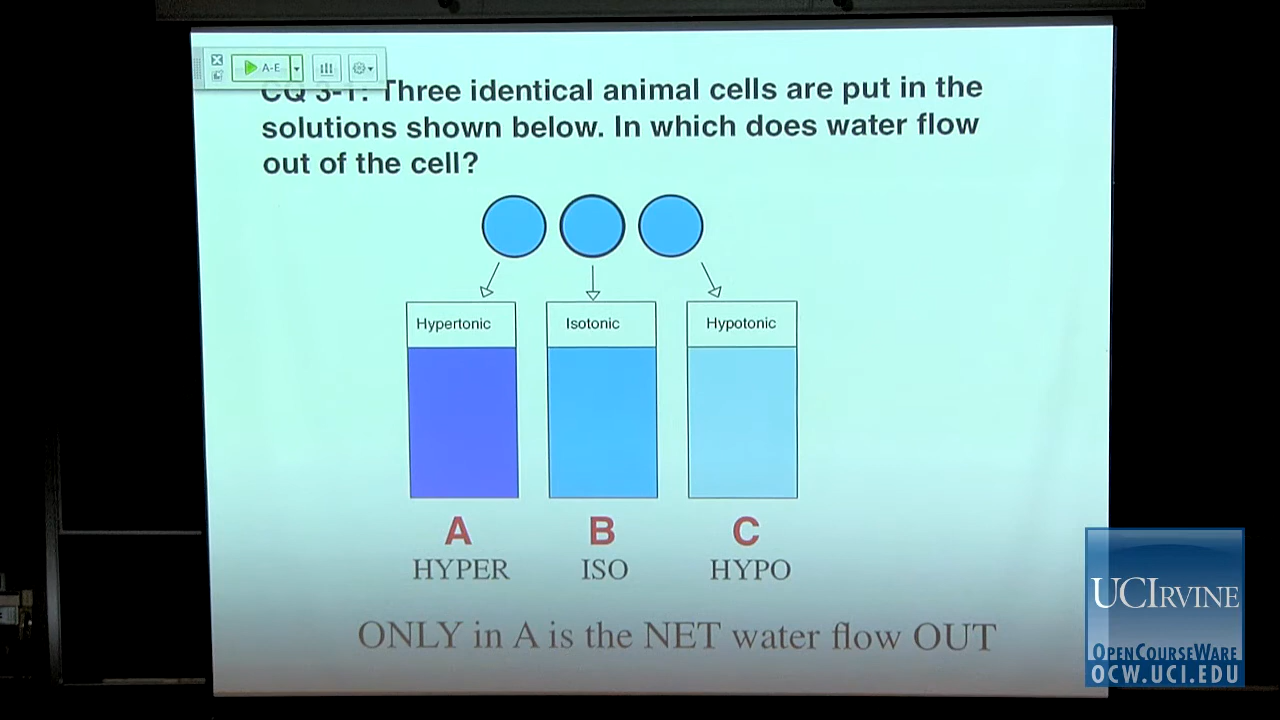 A-E
CQ 3-1: Three identical animal cells are put in the
solutions shown below. In which does water flow
out of the cell?
Hypertonic
Isotonic
Hypotonic
A
B
C
HYPER
ISO
HYPO
ONLY in A is the NET water flow OUT
UCIRVINE
OPENCOURSEWARE
OCW.UCI.EDU